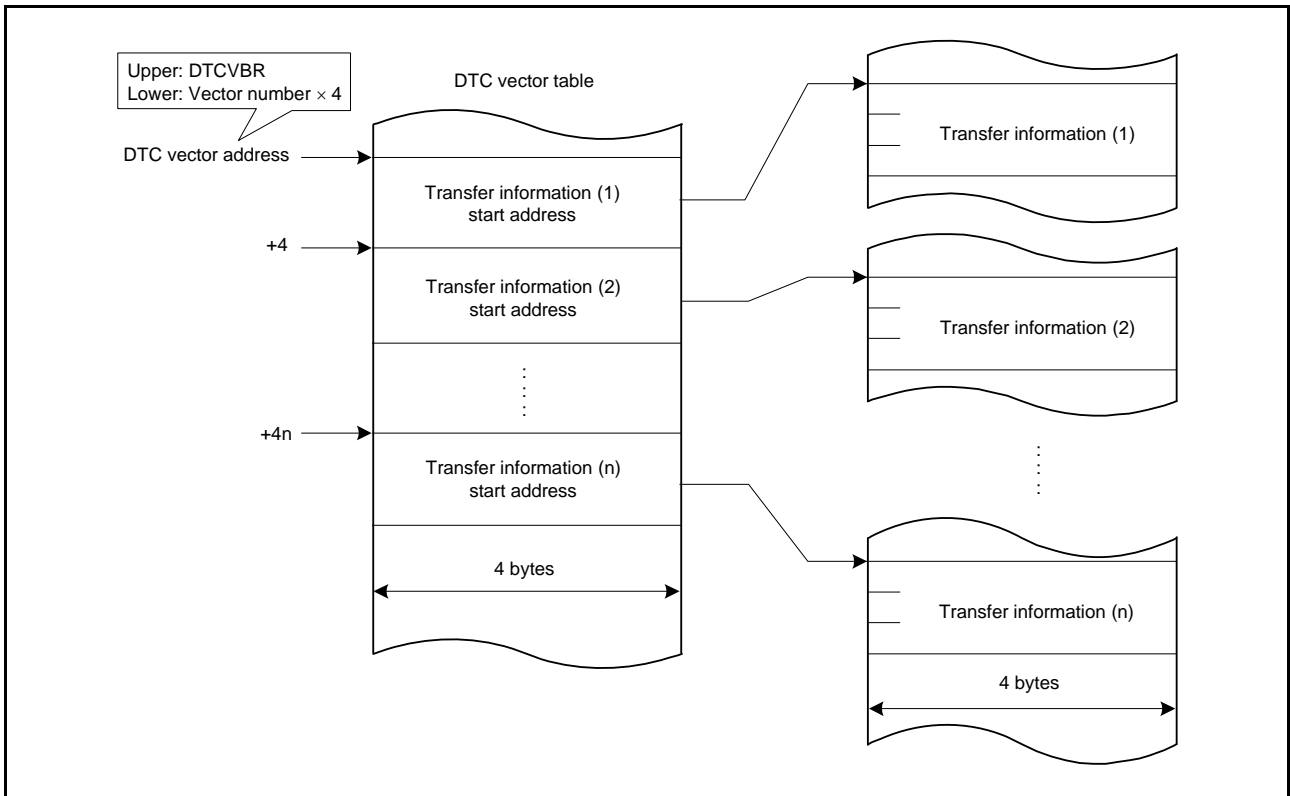 Upper: DTCVBR
Lower: Vector number × 4
DTC vector table
DTC vector address
Transfer information (1)
start address
+4
Transfer information (2)
start address
+4n
Transfer information (n)
start address
4 bytes
Transfer information (1)
Transfer information (2)
Transfer information (n)
4 bytes